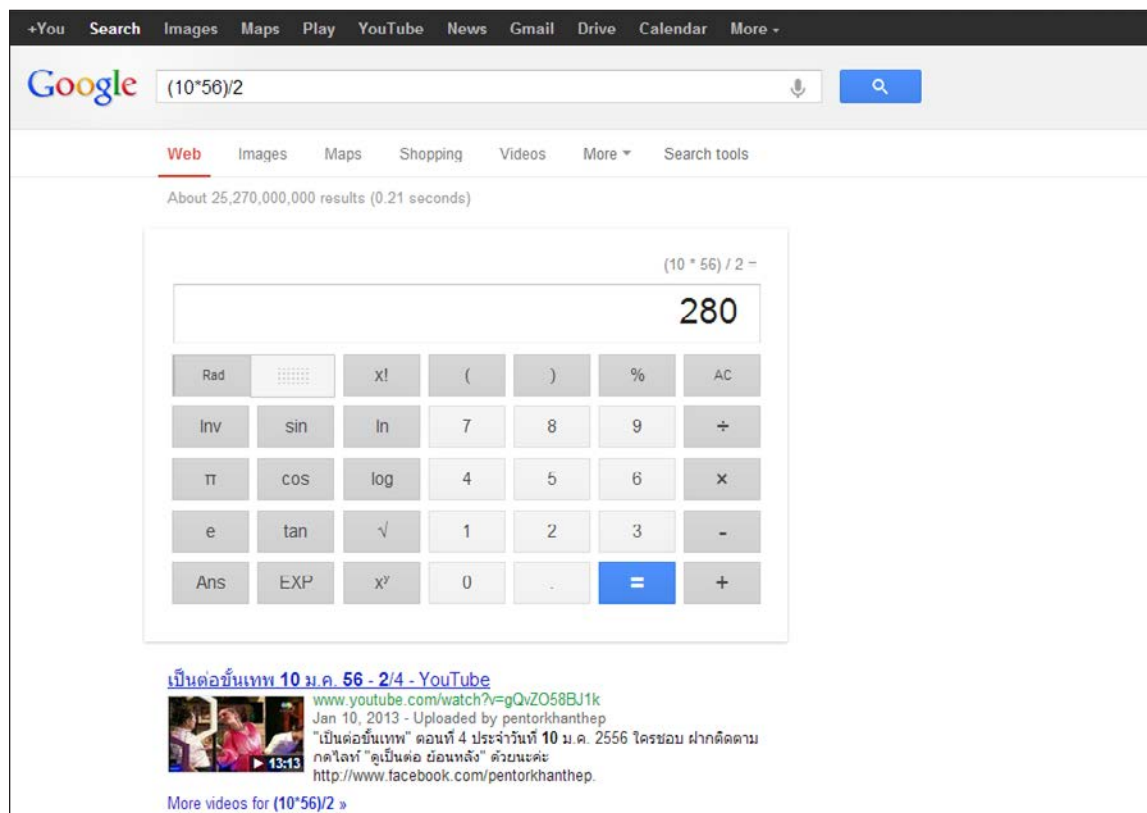 +You Search Images Maps Play YouTube News Gmail Drive Calendar More
Google (10*56)/2
Web Images Maps Shopping Videos More Search tools
About 25,270,000,000 results (0.21 seconds)
(10 * 56) / 2 =
280
Rad x! ( ) % AC
Inv sin ln 7 8 9 ÷
π cos log 4 5 6 ×
e tan √ 1 2 3 -
Ans EXP xʸ 0 . = +
เป็นต่อขั้นเทพ 10 ม.ค. 56 - 2/4 - YouTube
www.youtube.com/watch?v=gQvZO58BJ1k
Jan 10, 2013 - Uploaded by pentorkhanthep
"เป็นต่อขั้นเทพ" ตอนที่ 4 ประจำวันที่ 10 ม.ค. 2556 ใครชอบ ฝากติดตาม
กดไลท์ "ดูเป็นต่อ ย้อนหลัง" ด้วยนะคะ
13:13
http://www.facebook.com/pentorkhanthep.
More videos for (10*56)/2 »